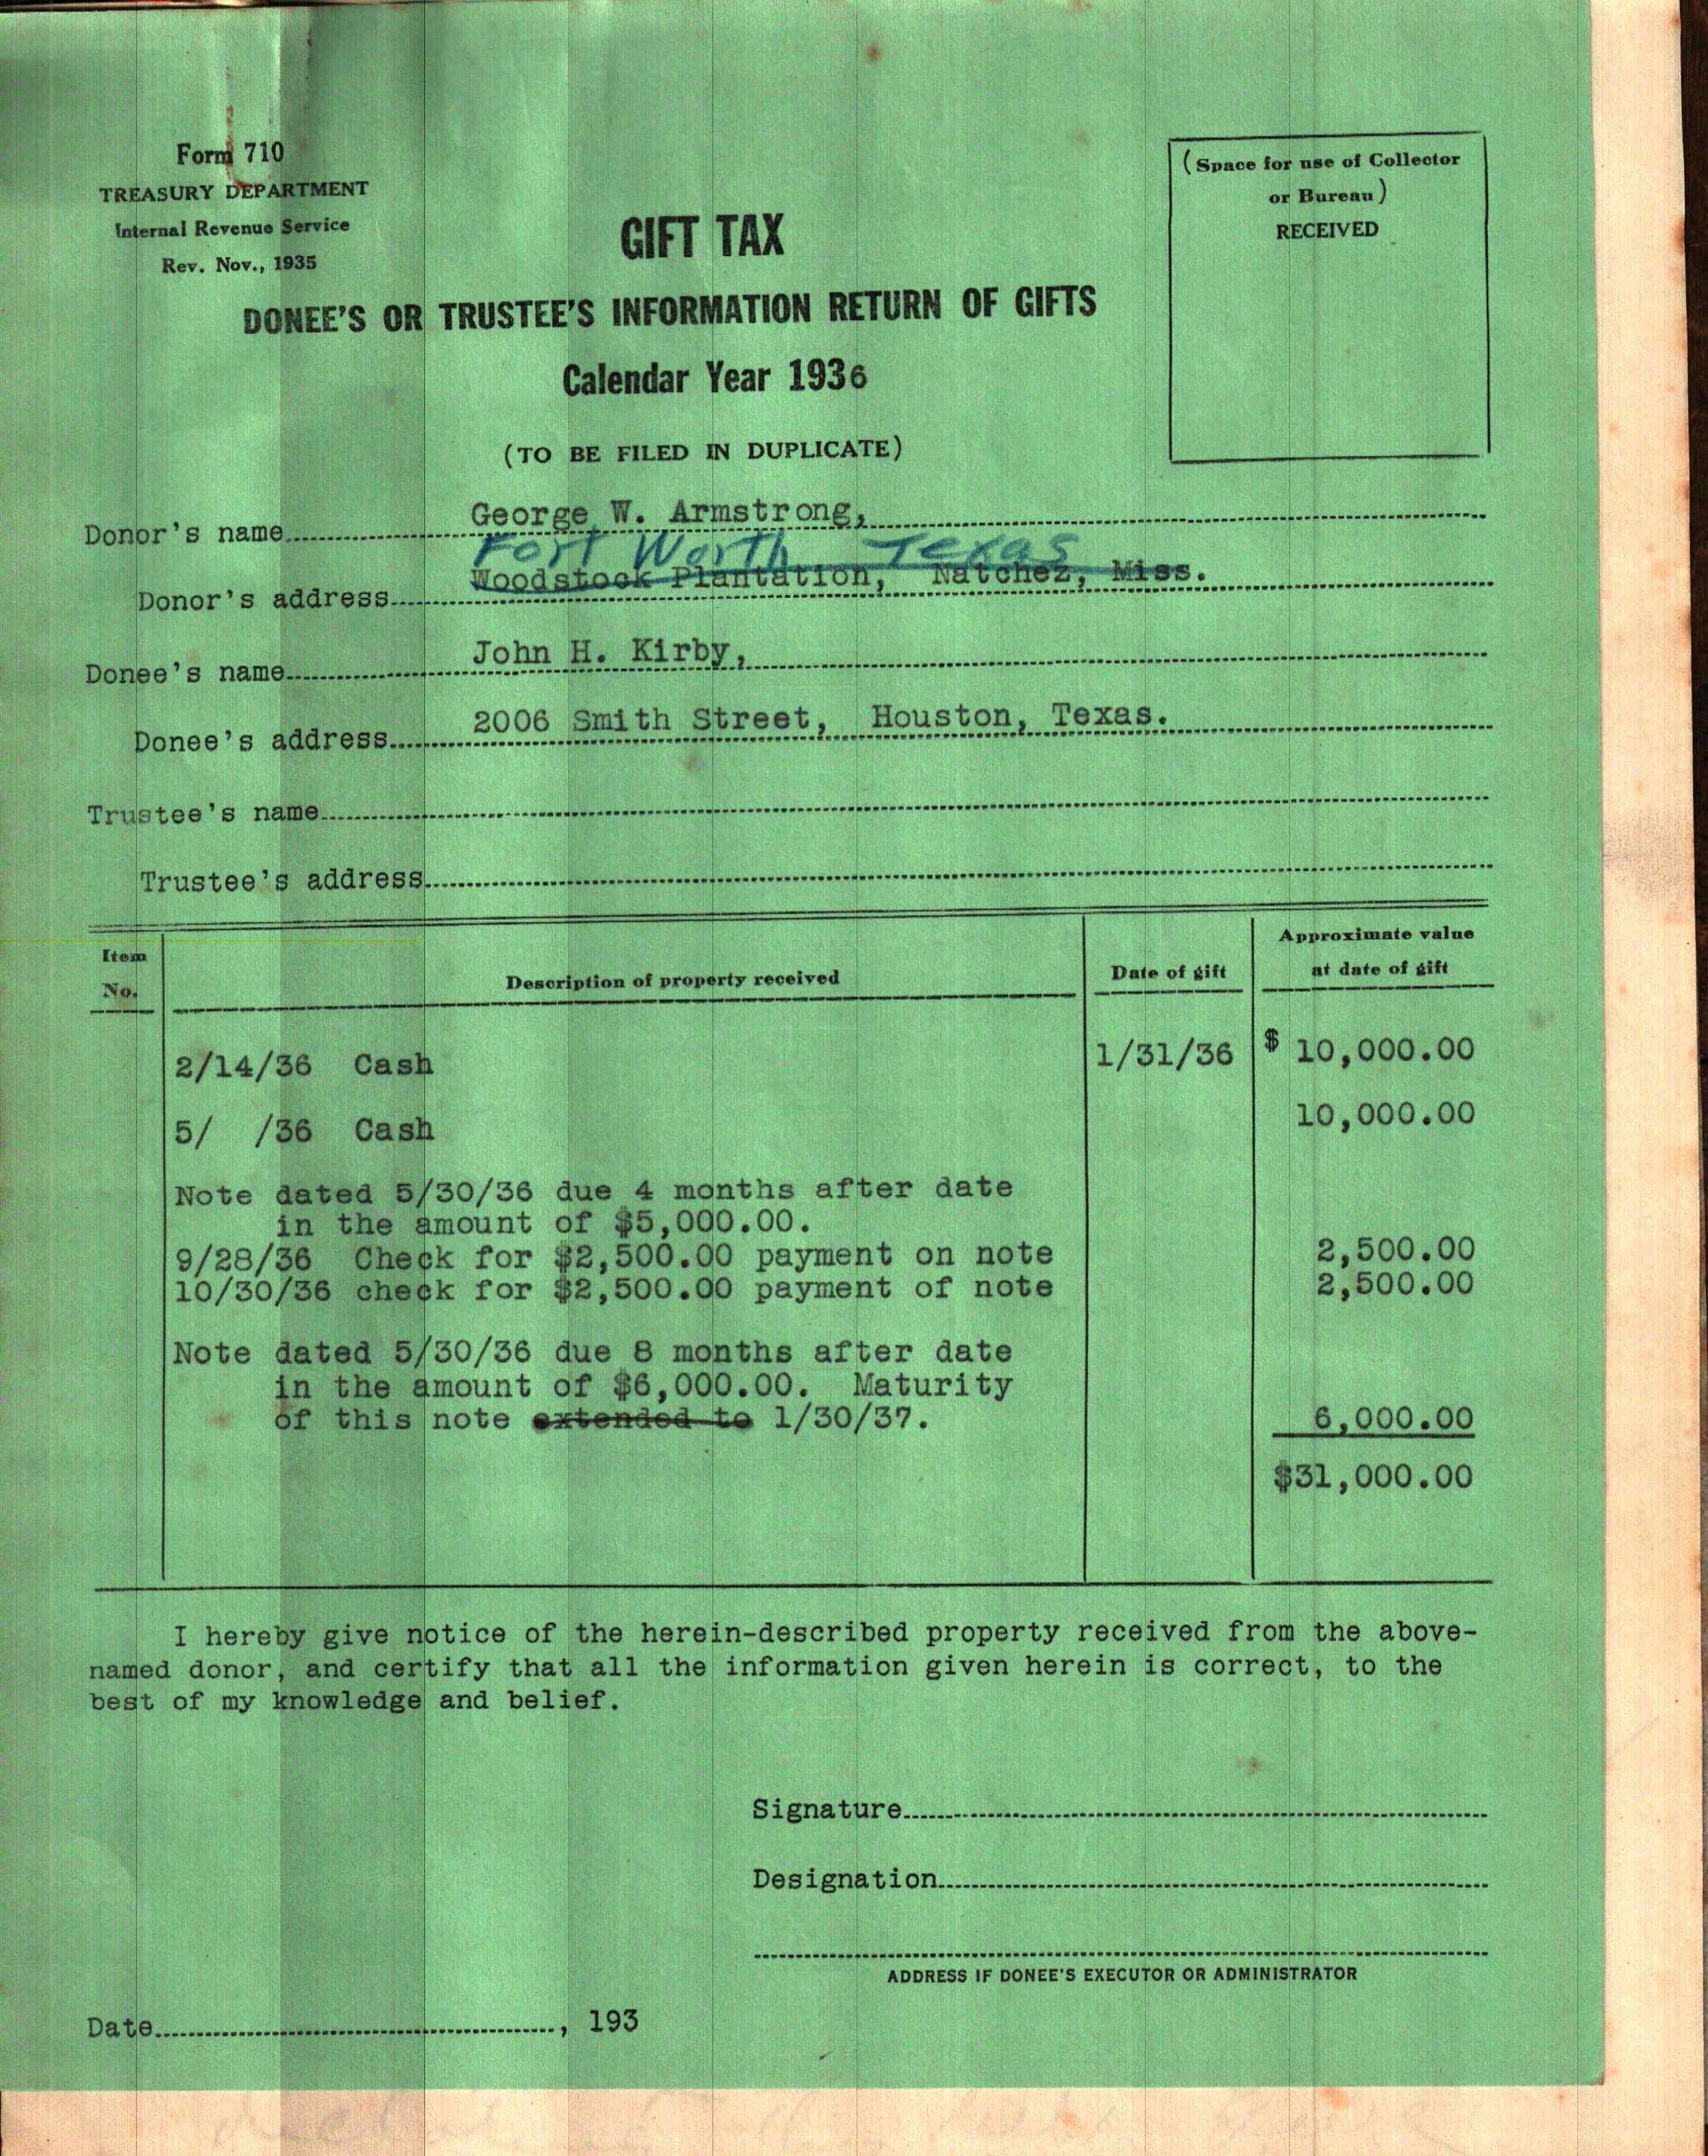 Form 710
TREASURY DEPARTMENT
Internal Revenue Service
Rev. Nov., 1935
(Space for use of Collector
or Bureau)
RECEIVED
GIFT TAX
DONEE'S OR TRUSTEE'S INFORMATION RETURN OF GIFTS
Calendar Year 1936
(TO BE FILED IN DUPLICATE)
Donor's name George W. Armstrong,
Fort Worth Texas
Donor's address Woodstock Plantation, Natchez, Miss.
Donee's name John H. Kirby,
Donee's address 2006 Smith Street, Houston, Texas.
Trustee's name
Trustee's address
Item No. Description of property received Date of gift Approximate value at date of gift
2/14/36 Cash 1/31/36 $ 10,000.00
5/ /36 Cash 10,000.00
Note dated 5/30/36 due 4 months after date
in the amount of $5,000.00.
9/28/36 Check for $2,500.00 payment on note 2,500.00
10/30/36 check for $2,500.00 payment of note 2,500.00
Note dated 5/30/36 due 8 months after date
in the amount of $6,000.00. Maturity
of this note extended to 1/30/37. 6,000.00
$31,000.00
I hereby give notice of the herein-described property received from the above-
named donor, and certify that all the information given herein is correct, to the
best of my knowledge and belief.
Signature
Designation
ADDRESS IF DONEE'S EXECUTOR OR ADMINISTRATOR
Date , 193